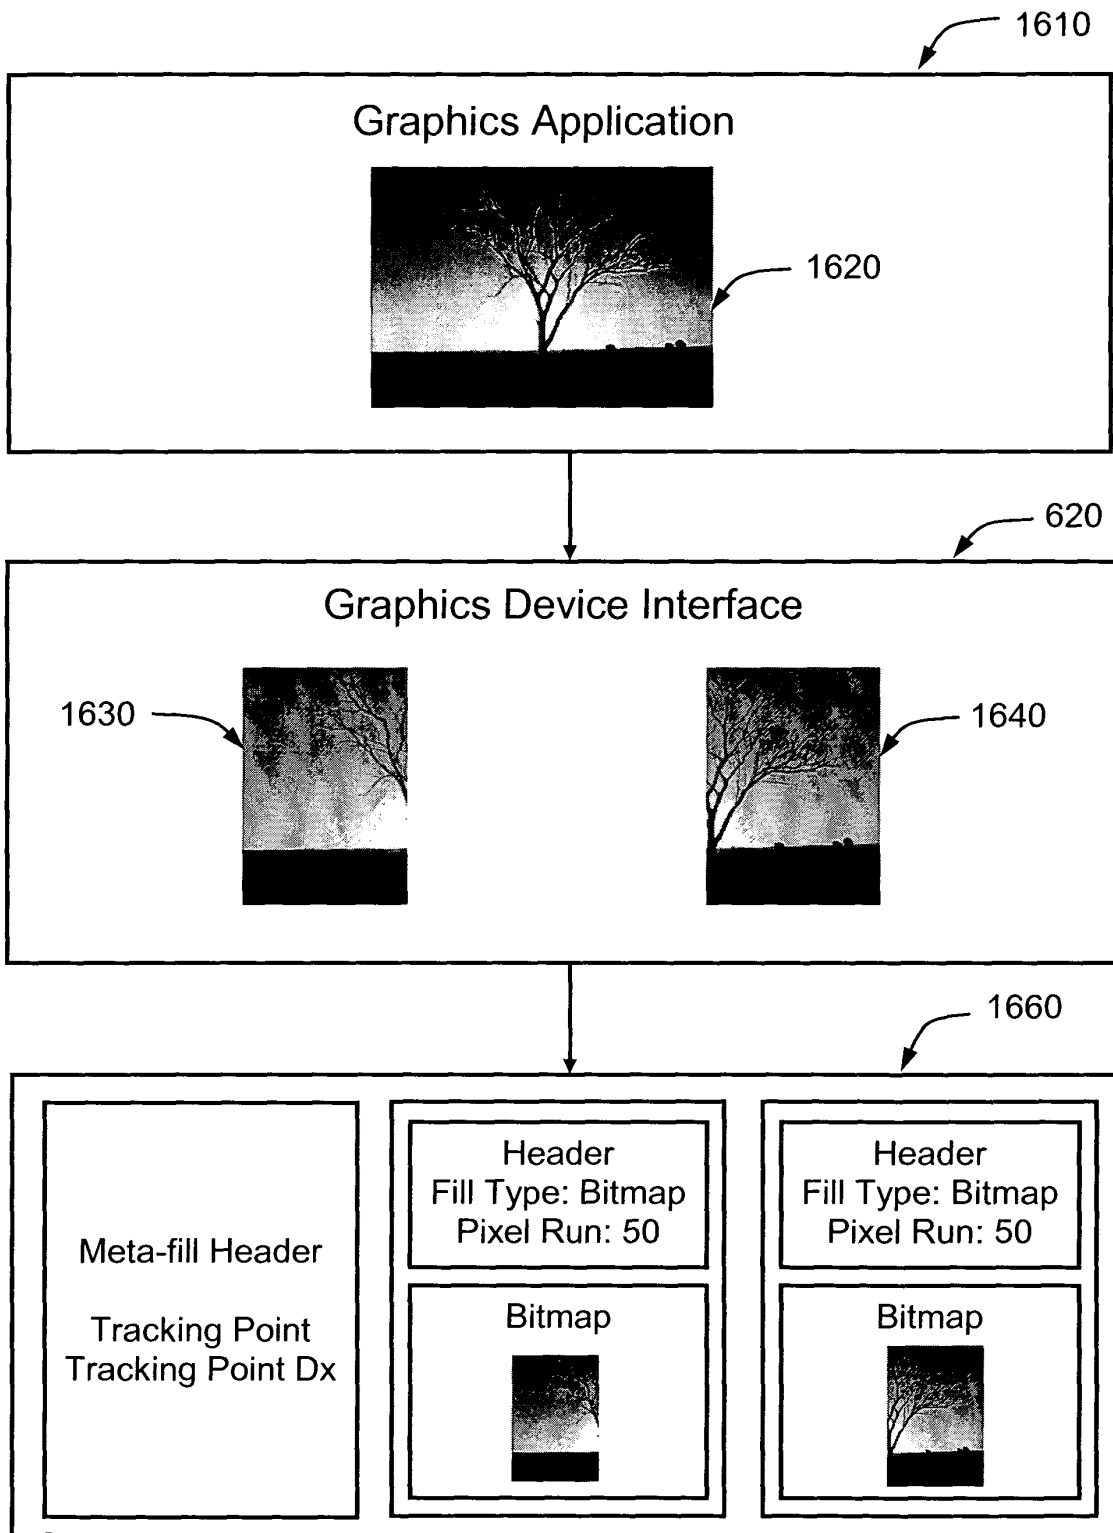 1610
Graphics Application
1620
620
Graphics Device Interface
1630
1640
1660
Meta-fill Header
Tracking Point
Tracking Point Dx
Header
Fill Type: Bitmap
Pixel Run: 50
Bitmap
Header
Fill Type: Bitmap
Pixel Run: 50
Bitmap